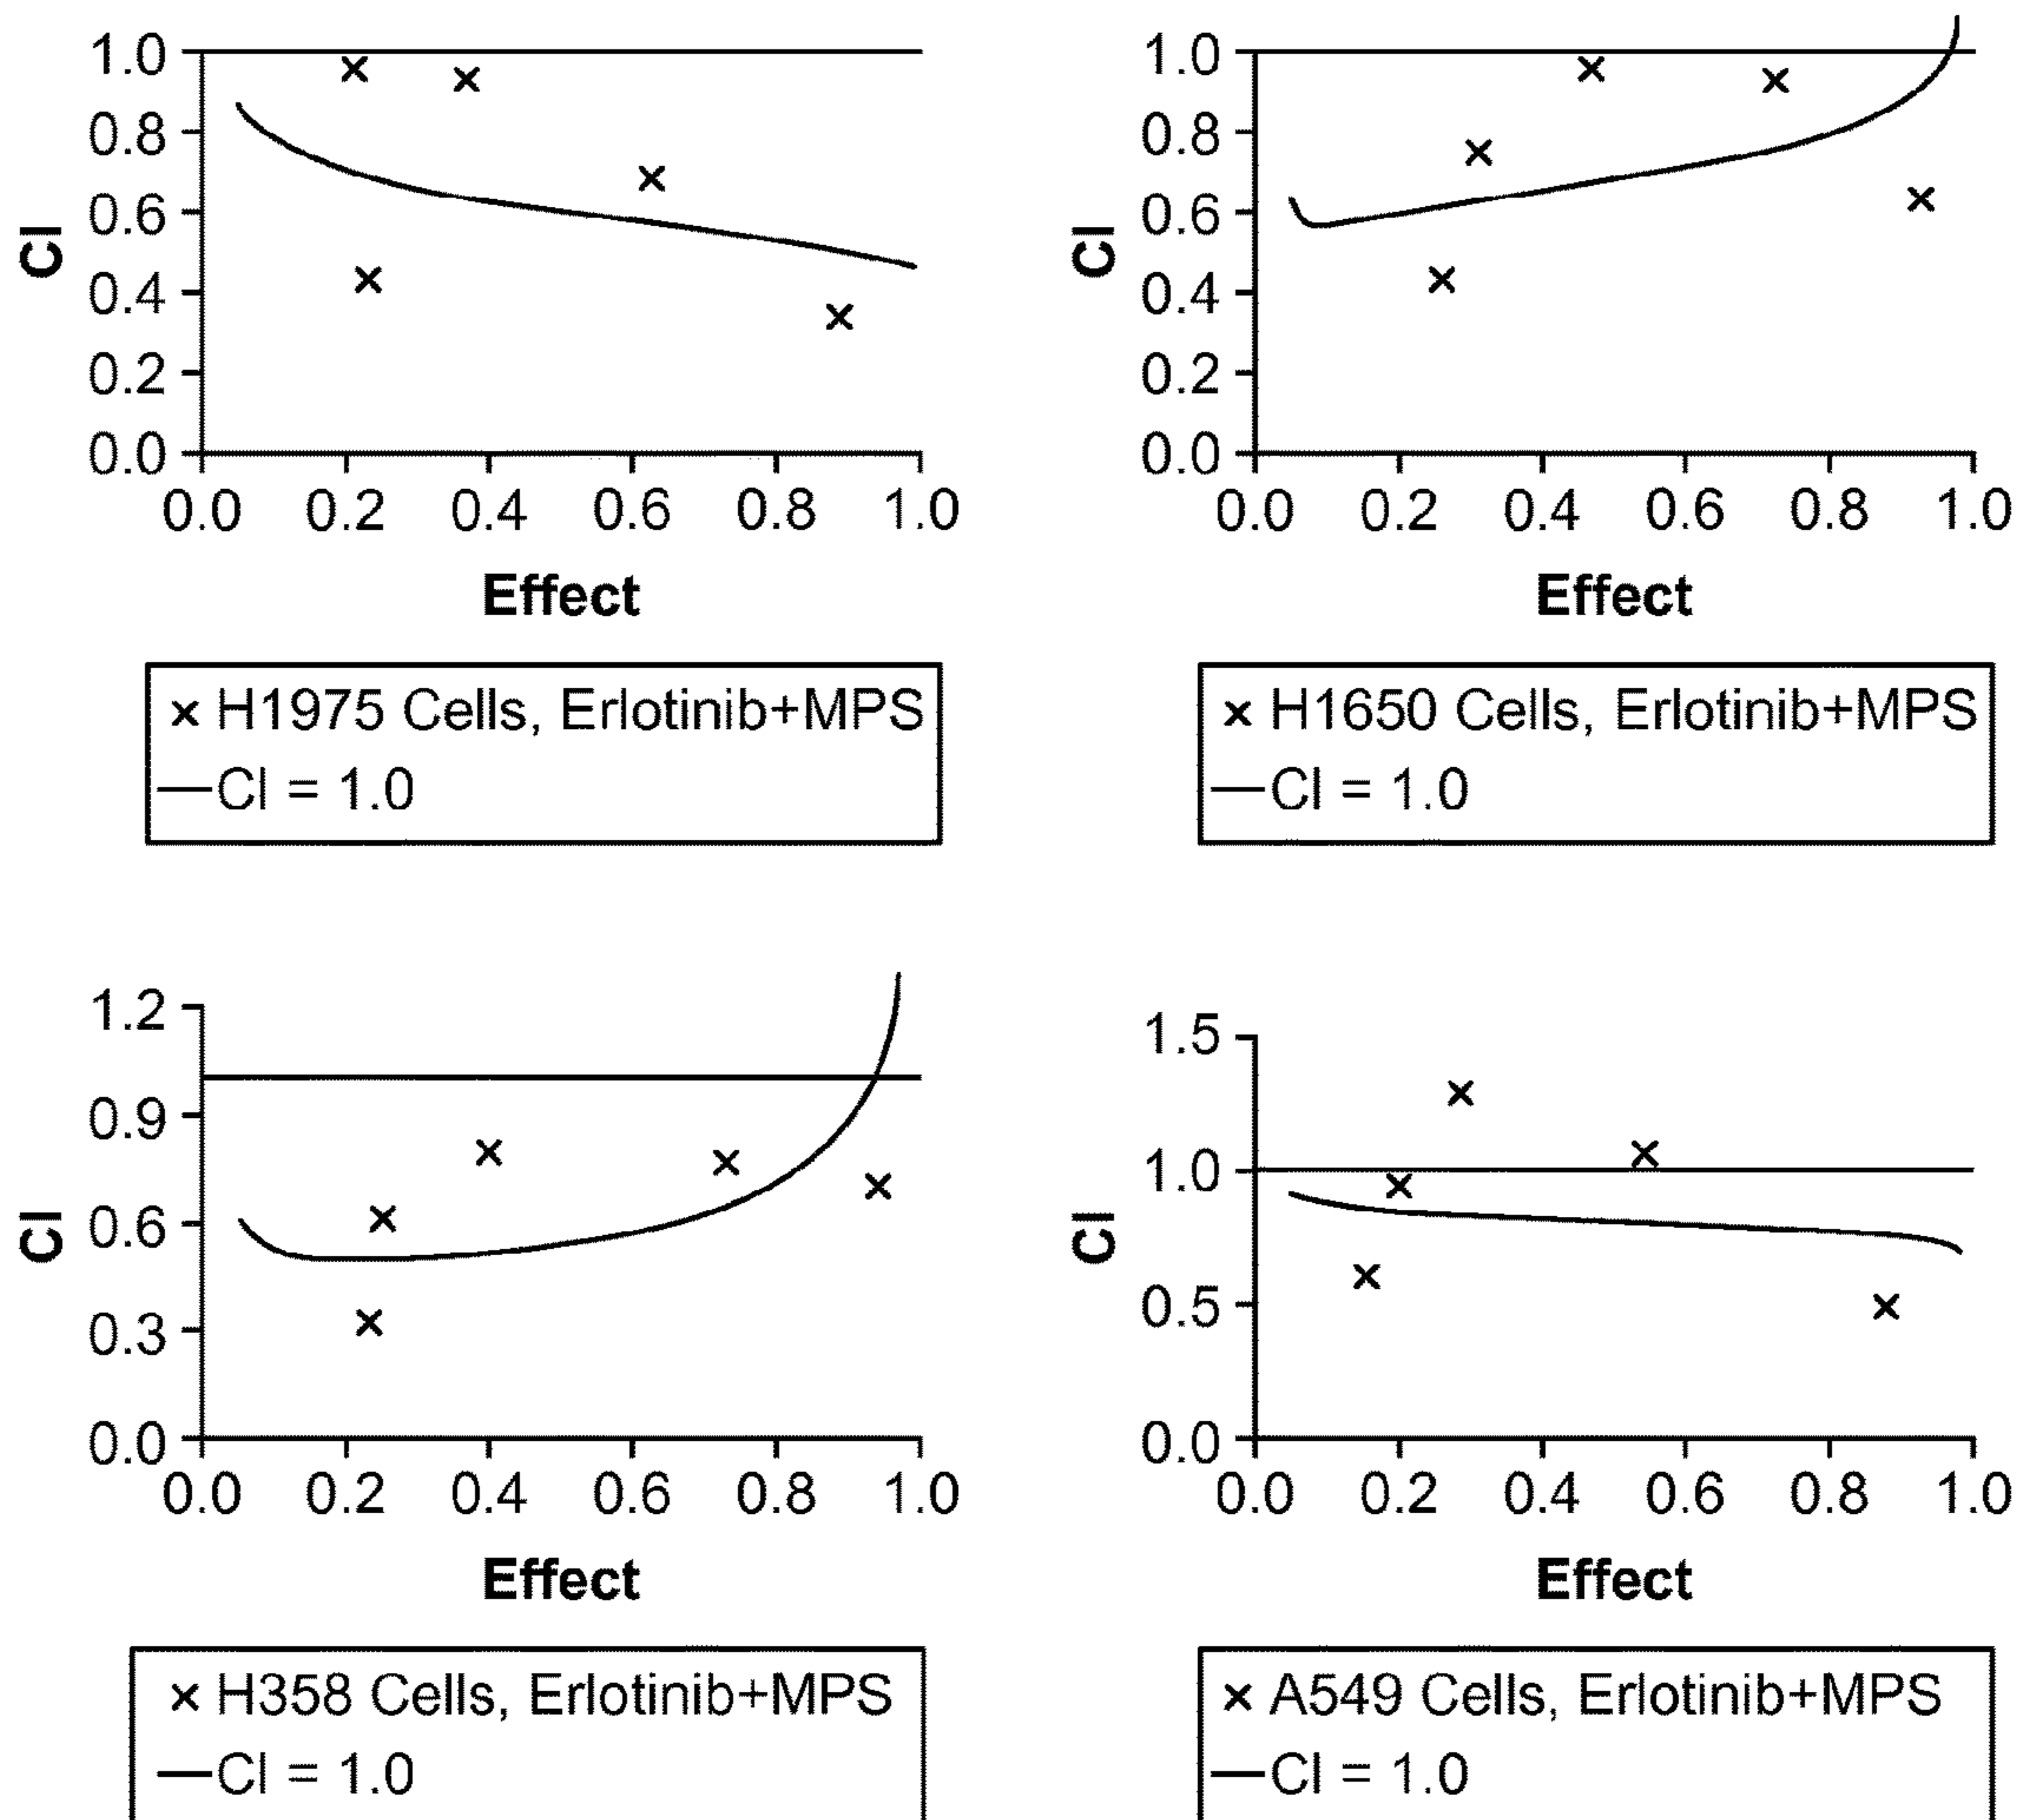 1.0
0.8
0.6
0.4
0.2
0.0
CI
0.0 0.2 0.4 0.6 0.8 1.0
Effect
× H1975 Cells, Erlotinib+MPS
CI = 1.0
1.0
0.8
0.6
0.4
0.2
0.0
CI
0.0 0.2 0.4 0.6 0.8 1.0
Effect
× H1650 Cells, Erlotinib+MPS
CI = 1.0
1.2
0.9
0.6
0.3
0.0
CI
0.0 0.2 0.4 0.6 0.8 1.0
Effect
× H358 Cells, Erlotinib+MPS
CI = 1.0
1.5
1.0
0.5
0.0
CI
0.0 0.2 0.4 0.6 0.8 1.0
Effect
× A549 Cells, Erlotinib+MPS
CI = 1.0